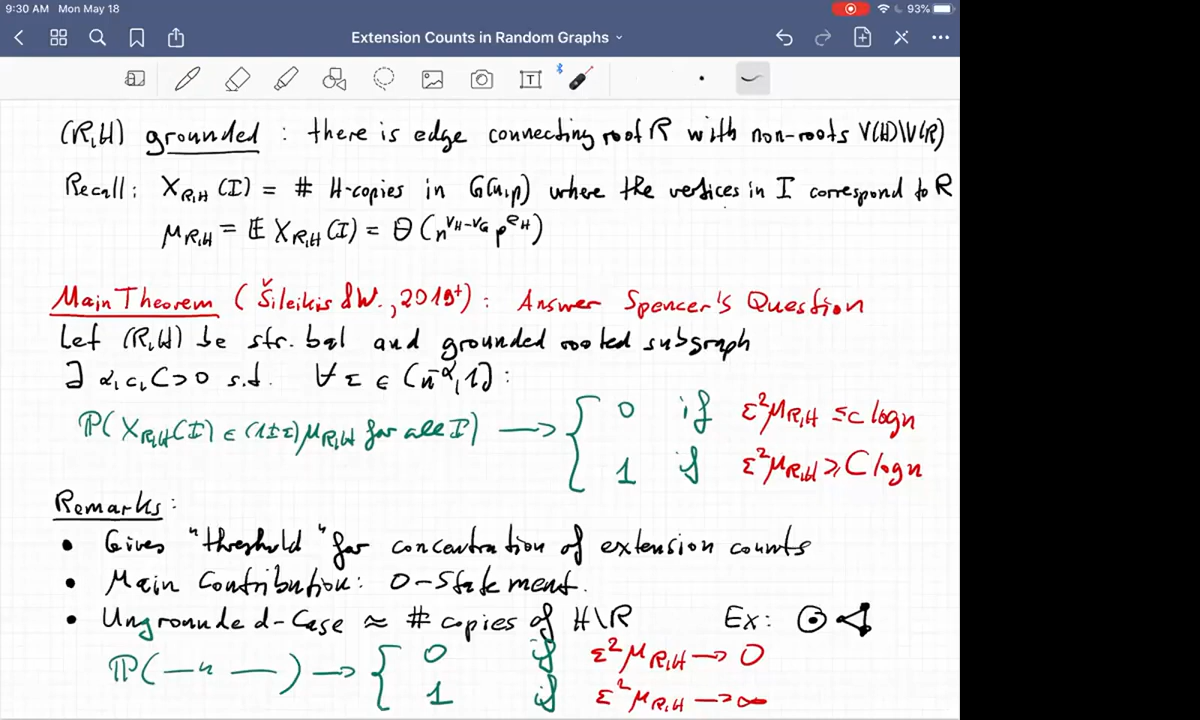 9:30 AM Mon May 18
93%
Extension Counts in Random Graphs
(R,H) grounded : there is edge connecting root R with non-roots V(H)\V(R)
Recall: X_{R,H}(I) = # H-copies in G(n,p) where the vertices in I correspond to R
μ_{R,H} = E X_{R,H}(I) = Θ(n^{v_H-v_G} p^{e_H})
Main Theorem (Šileikis & W., 2019+): Answer Spencer's Question
Let (R,H) be str. bal and grounded rooted subgraph
∃ α,c,C>0 s.t. ∀ ε ∈ (n^{-α},1]:
P(X_{R,H}(I) ∈ (1±ε)μ_{R,H} for all I) → { 0 if ε²μ_{R,H} ≤ c log n
1 if ε²μ_{R,H} ≥ C log n
Remarks:
• Gives "threshold" for concentration of extension counts
• Main Contribution: 0-statement.
• Ungrounded-Case ≈ # copies of H\R Ex:
P(—"—) → { 0 if ε²μ_{R,H} → 0
1 if ε²μ_{R,H} → ∞